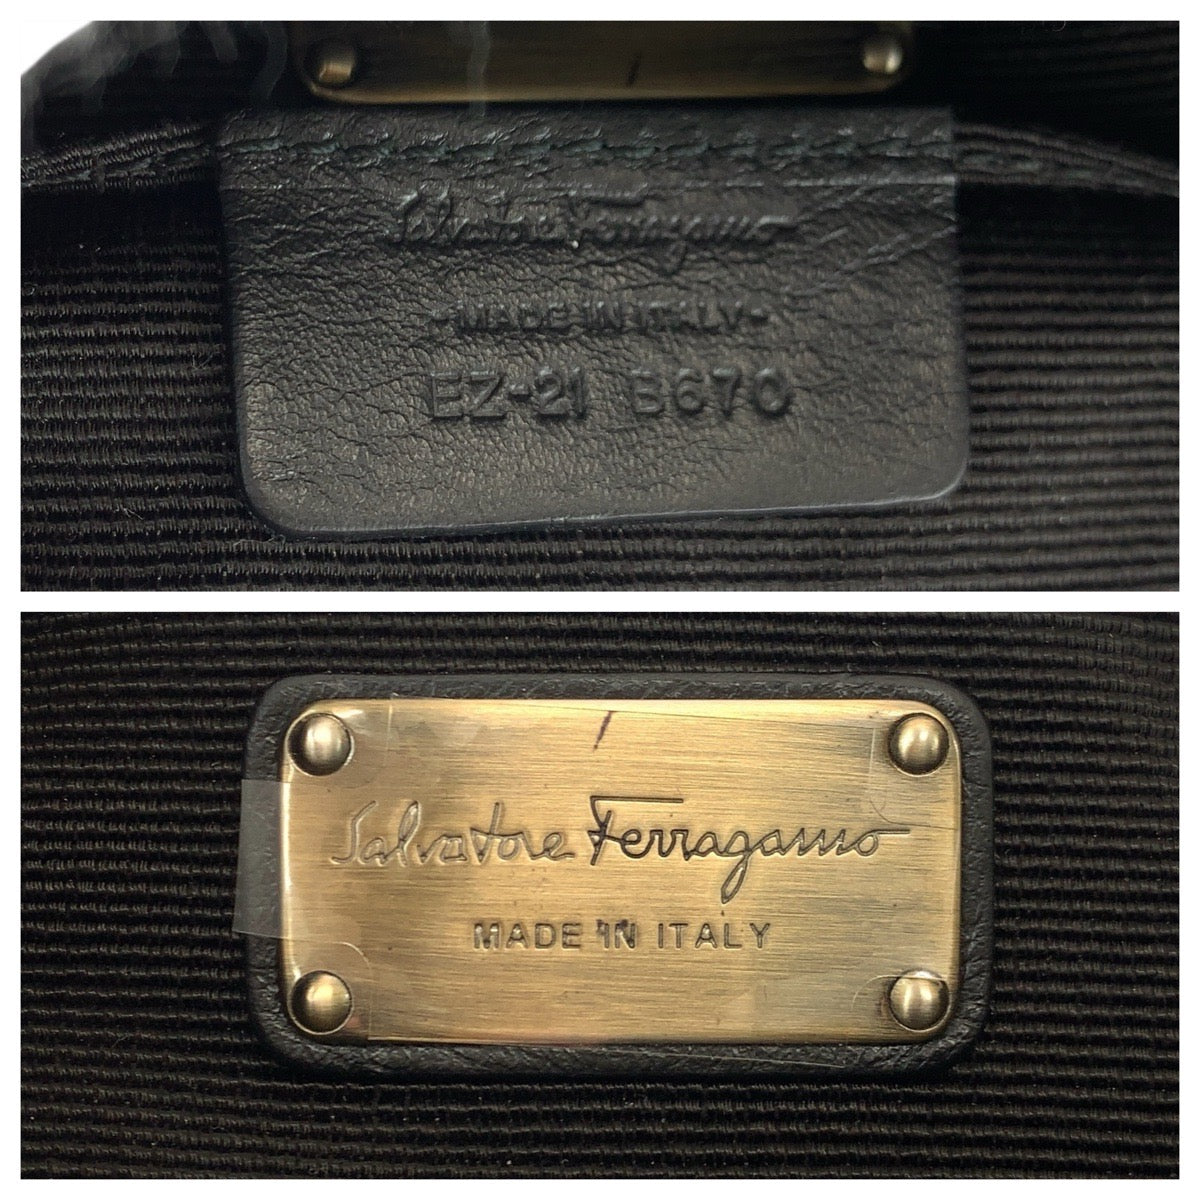 Salvatore Ferragamo
-MADE IN ITALY-
EZ-21 B670
Salvatore Ferragamo
MADE IN ITALY